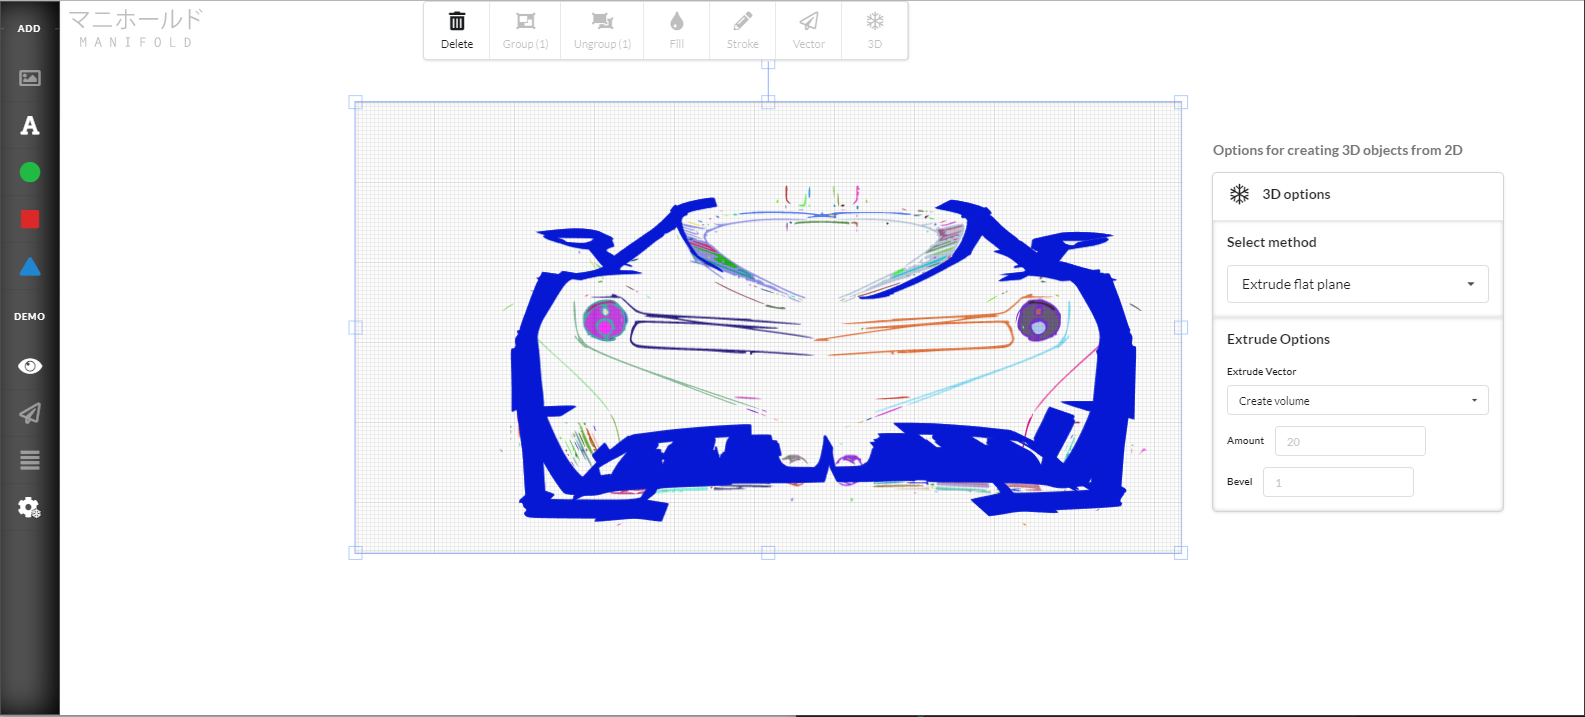 ADD
マニホールド
MANIFOLD
Delete
Group (1)
Ungroup (1)
Fill
Stroke
Vector
3D
Options for creating 3D objects from 2D
3D options
Select method
Extrude flat plane
Extrude Options
Extrude Vector
Create volume
Amount 20
Bevel 1
DEMO